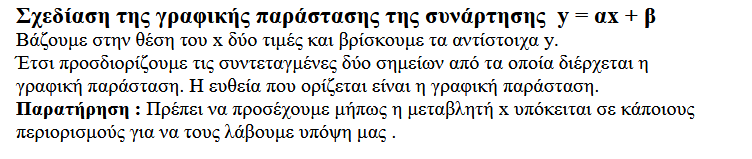 Σχεδίαση της γραφικής παράστασης της συνάρτησης y = αx + β
Βάζουμε στην θέση του x δύο τιμές και βρίσκουμε τα αντίστοιχα y.
Έτσι προσδιορίζουμε τις συντεταγμένες δύο σημείων από τα οποία διέρχεται η
γραφική παράσταση. Η ευθεία που ορίζεται είναι η γραφική παράσταση.
Παρατήρηση : Πρέπει να προσέχουμε μήπως η μεταβλητή x υπόκειται σε κάποιους
περιορισμούς για να τους λάβουμε υπόψη μας .